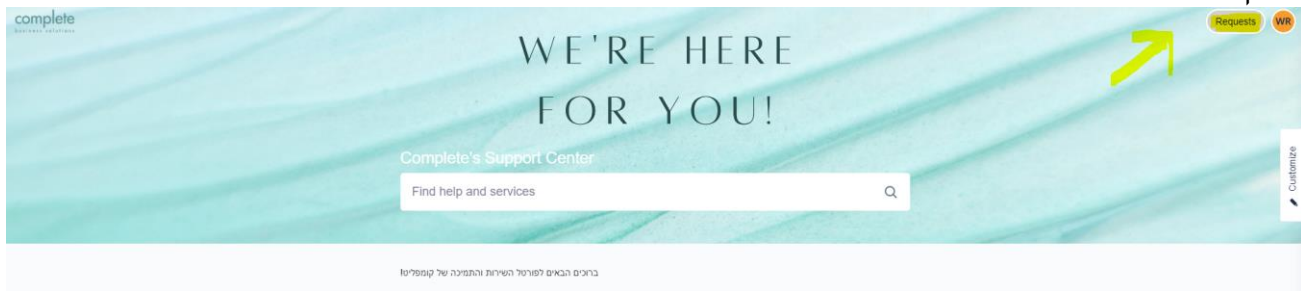 complete
business solutions
Requests
WR
WE'RE HERE
FOR YOU!
Complete's Support Center
Find help and services
Customize
ברוכים הבאים לפורטל השירות והתמיכה של קומפליט!